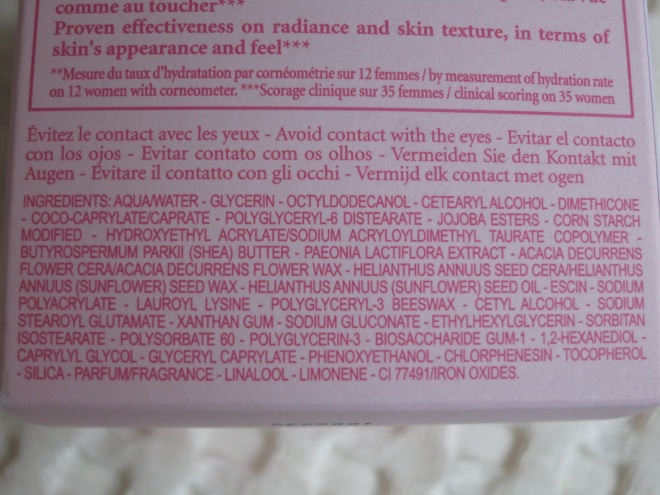 comme au toucher***
Proven effectiveness on radiance and skin texture, in terms of
skin's appearance and feel***
**Mesure du taux d'hydratation par cornéométrie sur 12 femmes / by measurement of hydration rate
on 12 women with corneometer. ***Scorage clinique sur 35 femmes / clinical scoring on 35 women
Évitez le contact avec les yeux - Avoid contact with the eyes - Evitar el contacto
con los ojos - Evitar contato com os olhos - Vermeiden Sie den Kontakt mit
Augen - Évitare il contatto con gli occhi - Vermijd elk contact met ogen
INGREDIENTS: AQUA/WATER - GLYCERIN - OCTYLDODECANOL - CETEARYL ALCOHOL - DIMETHICONE
- COCO-CAPRYLATE/CAPRATE - POLYGLYCERYL-6 DISTEARATE - JOJOBA ESTERS - CORN STARCH
MODIFIED - HYDROXYETHYL ACRYLATE/SODIUM ACRYLOYLDIMETHYL TAURATE COPOLYMER -
BUTYROSPERMUM PARKII (SHEA) BUTTER - PAEONIA LACTIFLORA EXTRACT - ACACIA DECURRENS
FLOWER CERA/ACACIA DECURRENS FLOWER WAX - HELIANTHUS ANNUUS SEED CERA/HELIANTHUS
ANNUUS (SUNFLOWER) SEED WAX - HELIANTHUS ANNUUS (SUNFLOWER) SEED OIL - ESCIN - SODIUM
POLYACRYLATE - LAUROYL LYSINE - POLYGLYCERYL-3 BEESWAX - CETYL ALCOHOL - SODIUM
STEAROYL GLUTAMATE - XANTHAN GUM - SODIUM GLUCONATE - ETHYLHEXYLGLYCERIN - SORBITAN
ISOSTEARATE - POLYSORBATE 60 - POLYGLYCERIN-3 - BIOSACCHARIDE GUM-1 - 1,2-HEXANEDIOL -
CAPRYLYL GLYCOL - GLYCERYL CAPRYLATE - PHENOXYETHANOL - CHLORPHENESIN - TOCOPHEROL
- SILICA - PARFUM/FRAGRANCE - LINALOOL - LIMONENE - CI 77491/IRON OXIDES.